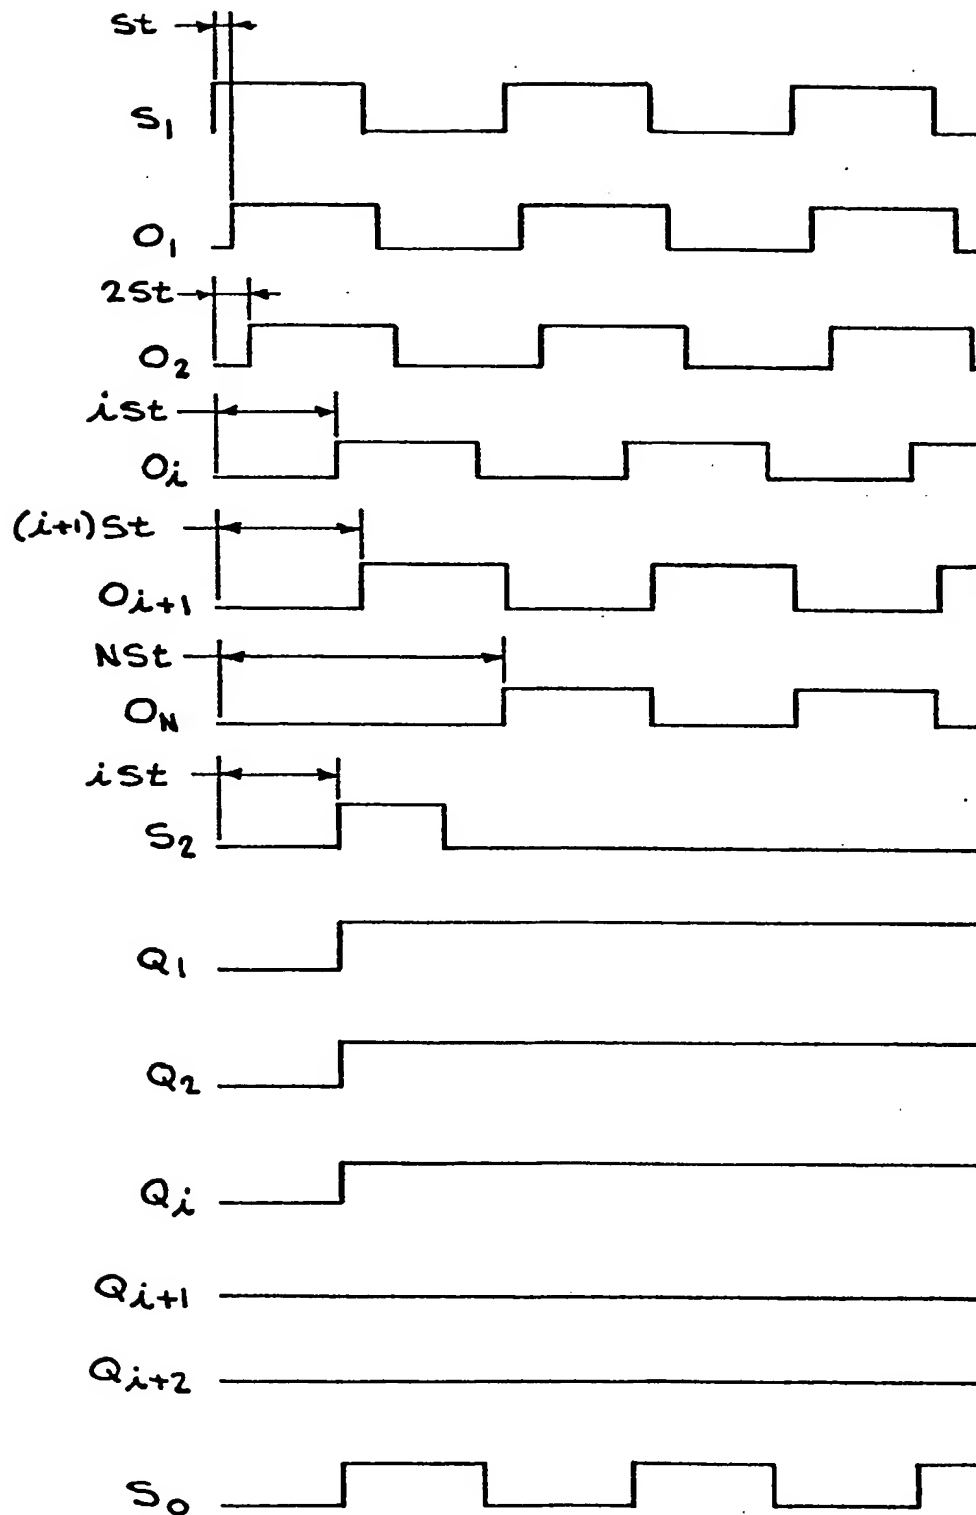 St
S1
O1
2St
O2
iSt
Oi
(i+1)St
Oi+1
NSt
ON
iSt
S2
Q1
Q2
Qi
Qi+1
Qi+2
SO